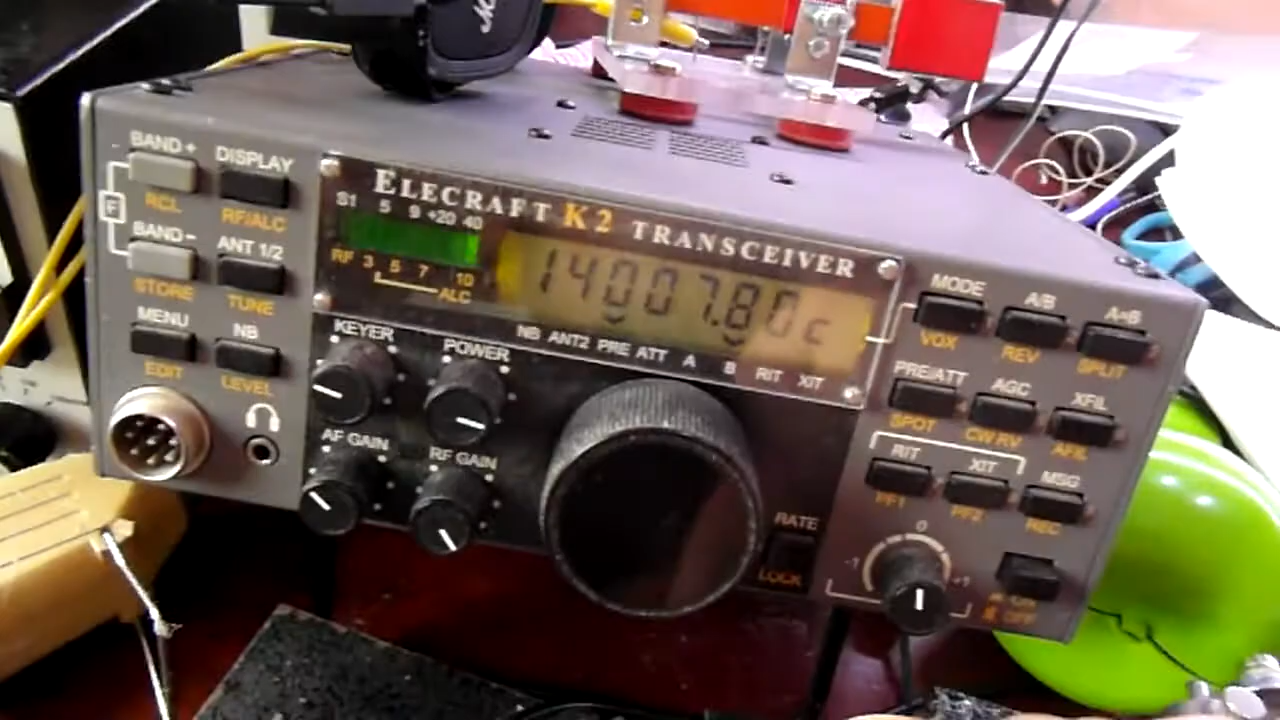 BAND +
DISPLAY
RCL
RF/ALC
F
BAND -
ANT 1/2
STORE
TUNE
MENU
NB
EDIT
LEVEL
ELECRAFT K2 TRANSCEIVER
S1 5 9 +20 40
RF 3 5 7 10
ALC
14007.80c
NB ANT2 PRE ATT A B RIT XIT
KEYER
POWER
AF GAIN
RF GAIN
RATE
LOCK
MODE
A/B
A=B
VOX
REV
SPLIT
PRE/ATT
AGC
XFIL
SPOT
CW RV
AFIL
RIT
XIT
MSG
PF1
PF2
REC
0
ON
OFF